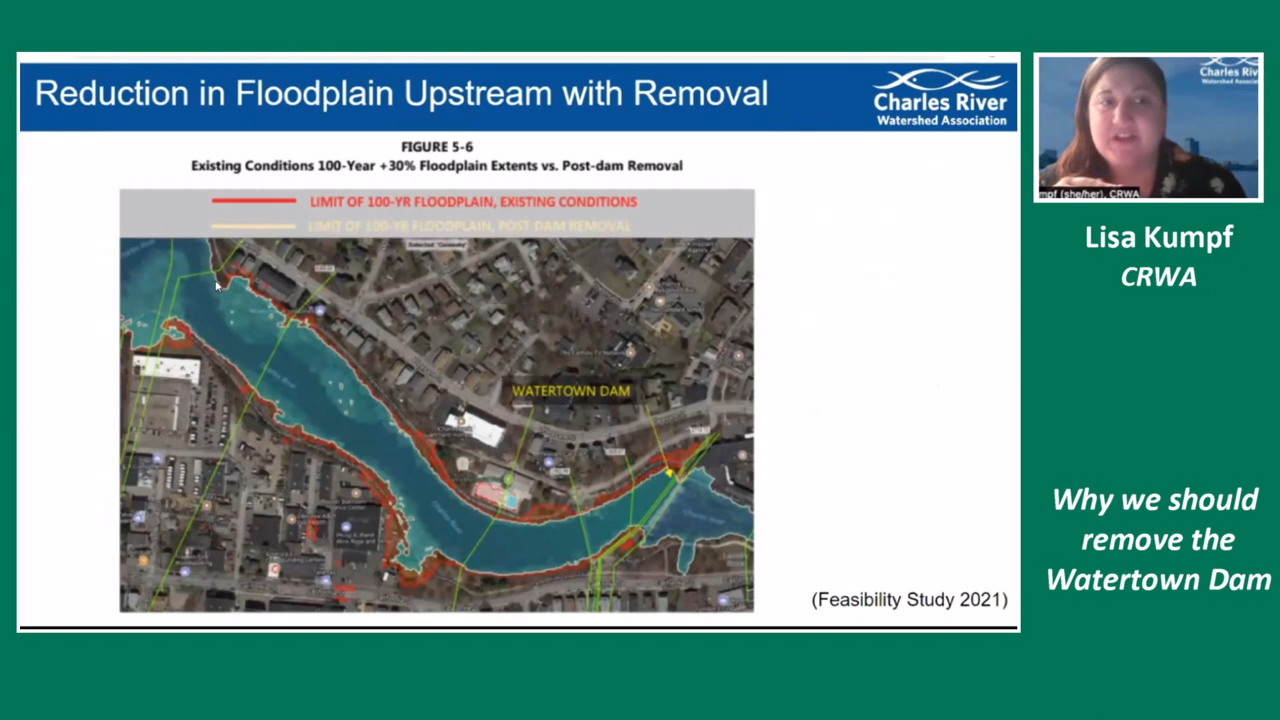 Reduction in Floodplain Upstream with Removal
Charles River
Watershed Association
FIGURE 5-6
Existing Conditions 100-Year +30% Floodplain Extents vs. Post-dam Removal
LIMIT OF 100-YR FLOODPLAIN, EXISTING CONDITIONS
LIMIT OF 100-YR FLOODPLAIN, POST DAM REMOVAL
WATERTOWN DAM
(Feasibility Study 2021)
Charles Riv
Watershed Associat
mpf (she/her), CRWA
Lisa Kumpf
CRWA
Why we should
remove the
Watertown Dam